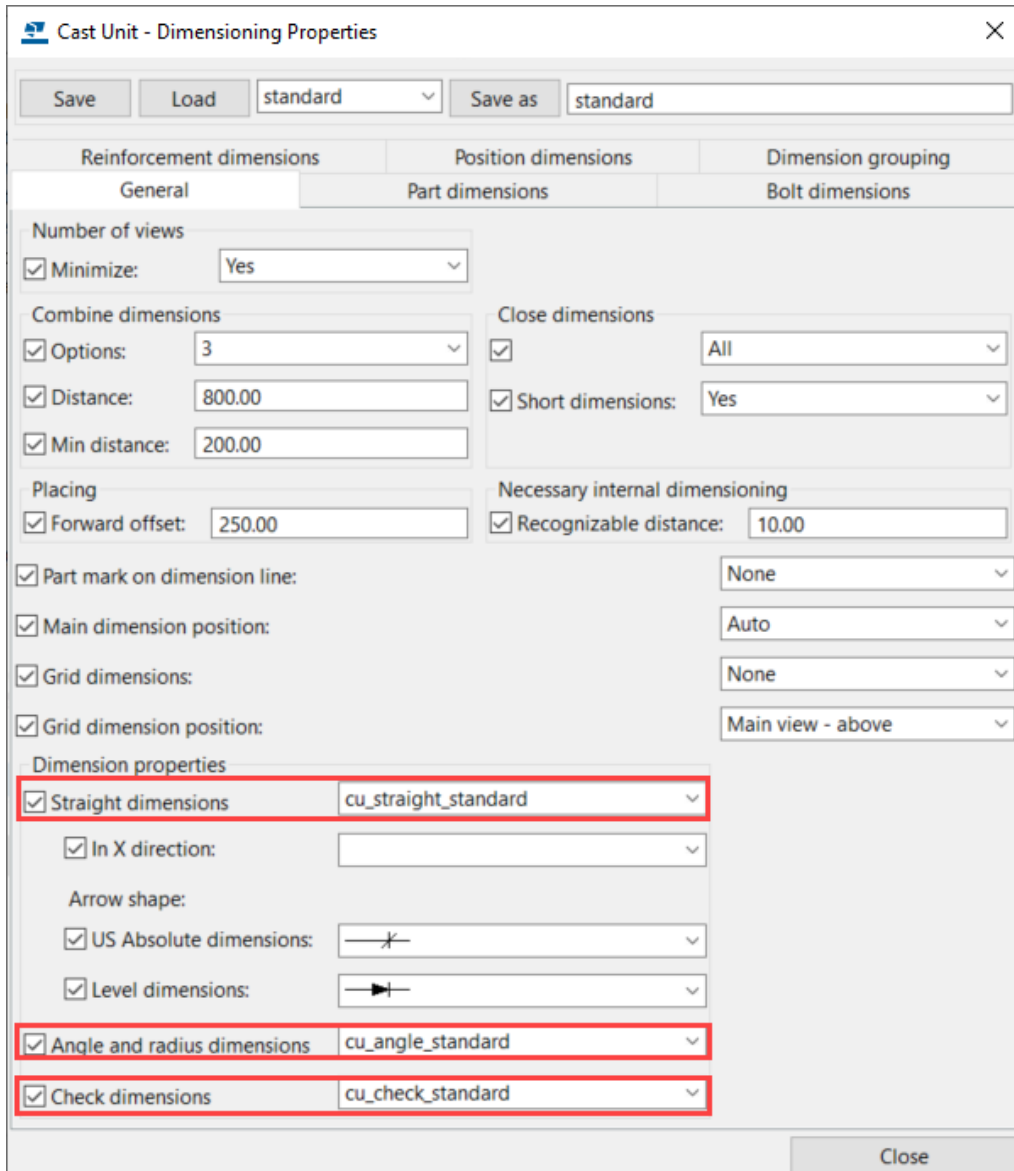 Cast Unit - Dimensioning Properties
Save Load standard Save as standard
Reinforcement dimensions Position dimensions Dimension grouping
General Part dimensions Bolt dimensions
Number of views
Minimize: Yes
Combine dimensions Close dimensions
Options: 3 All
Distance: 800.00 Short dimensions: Yes
Min distance: 200.00
Placing Necessary internal dimensioning
Forward offset: 250.00 Recognizable distance: 10.00
Part mark on dimension line: None
Main dimension position: Auto
Grid dimensions: None
Grid dimension position: Main view - above
Dimension properties
Straight dimensions cu_straight_standard
In X direction:
Arrow shape:
US Absolute dimensions:
Level dimensions:
Angle and radius dimensions cu_angle_standard
Check dimensions cu_check_standard
Close